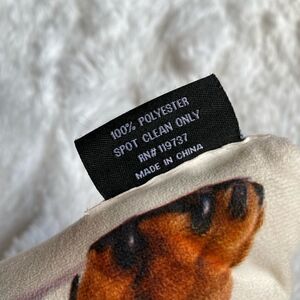 100% POLYESTER
SPOT CLEAN ONLY
RN# 119737
MADE IN CHINA